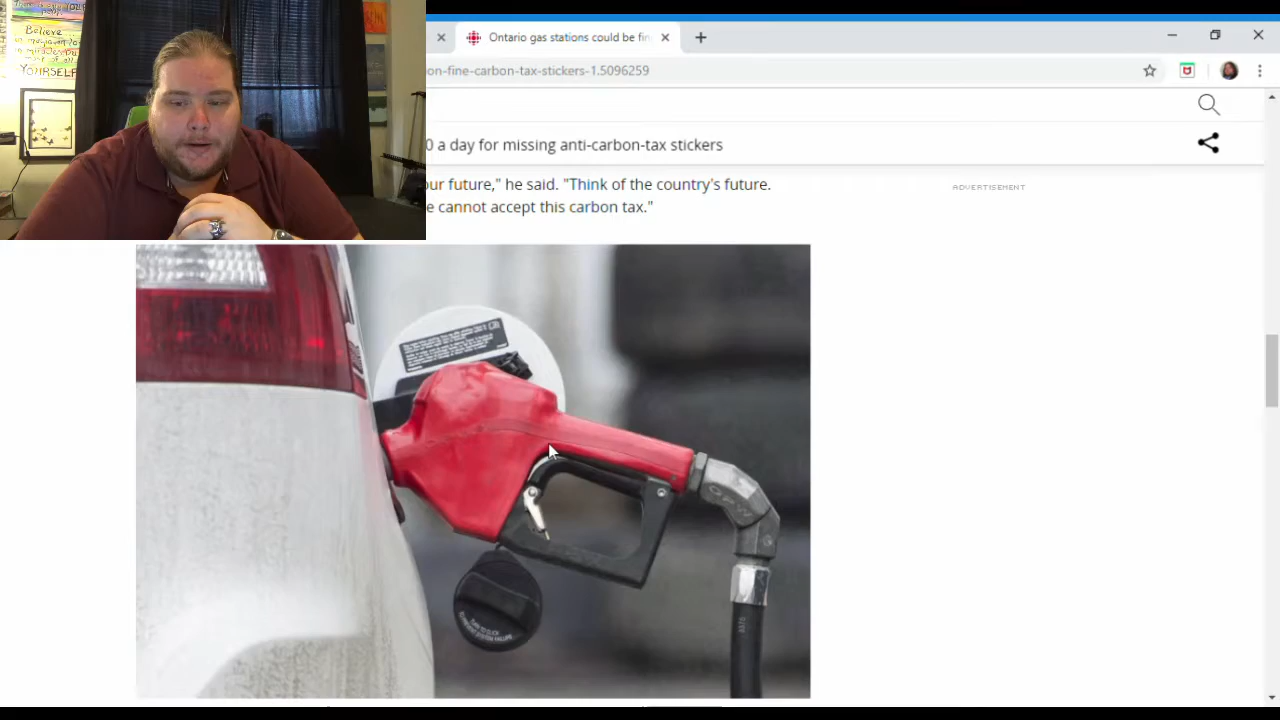 Believe
YOURSELF
Ontario gas stations could be fin
on-fine-carbon-tax-stickers-1.5096259
0 a day for missing anti-carbon-tax stickers
our future," he said. "Think of the country's future.
e cannot accept this carbon tax."
ADVERTISEMENT